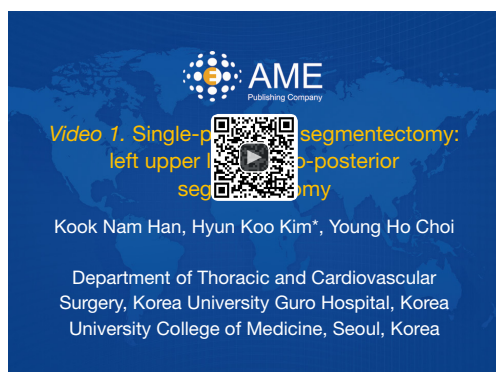 E
AME
Publishing Company
Video 1. Single-p segmentectomy:
left upper l o-posterior
seg omy
Kook Nam Han, Hyun Koo Kim*, Young Ho Choi
Department of Thoracic and Cardiovascular
Surgery, Korea University Guro Hospital, Korea
University College of Medicine, Seoul, Korea